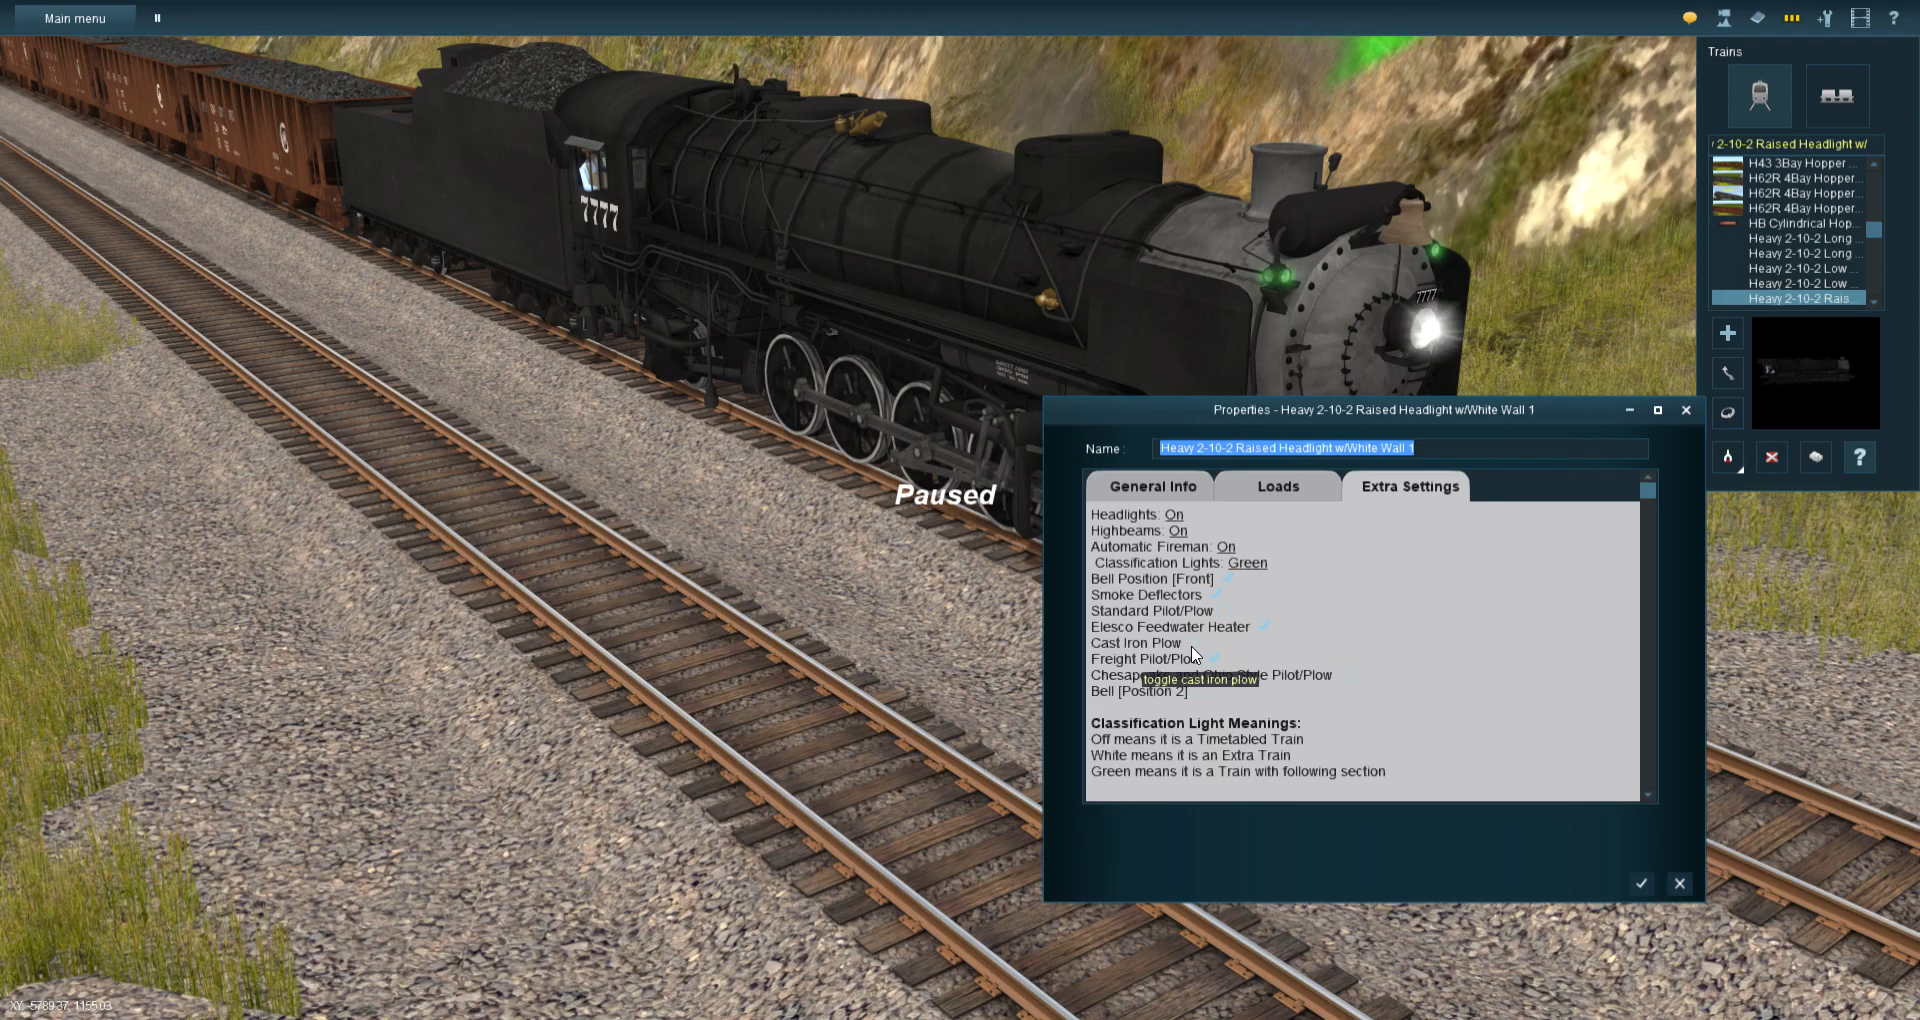 Main menu
Trains
2-10-2 Raised Headlight w/
H43 3Bay Hopper ...
H62R 4Bay Hopper...
H62R 4Bay Hopper...
H62R 4Bay Hopper...
HB Cylindrical Hop...
Heavy 2-10-2 Long ...
Heavy 2-10-2 Long ...
Heavy 2-10-2 Low ...
Heavy 2-10-2 Low ...
Heavy 2-10-2 Rais...
7777
7777
Paused
Properties - Heavy 2-10-2 Raised Headlight w/White Wall 1
Name : Heavy 2-10-2 Raised Headlight w/White Wall 1
General Info Loads Extra Settings
Headlights: On
Highbeams: On
Automatic Fireman: On
Classification Lights: Green
Bell Position [Front]
Smoke Deflectors
Standard Pilot/Plow
Elesco Feedwater Heater
Cast Iron Plow
Freight Pilot/Plo
Chesap e Pilot/Plow
toggle cast iron plow
Bell [Position 2]
Classification Light Meanings:
Off means it is a Timetabled Train
White means it is an Extra Train
Green means it is a Train with following section
XY: -5789.37, 1155.03